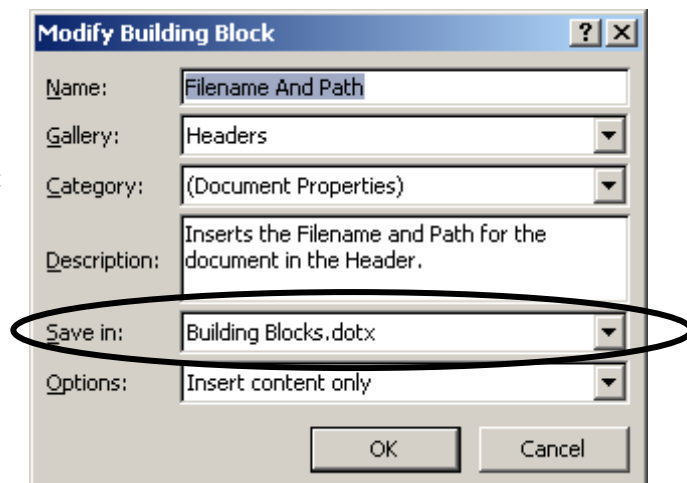 Modify Building Block
Name: Filename And Path
Gallery: Headers
Category: (Document Properties)
Description: Inserts the Filename and Path for the
document in the Header.
Save in: Building Blocks.dotx
Options: Insert content only
OK Cancel